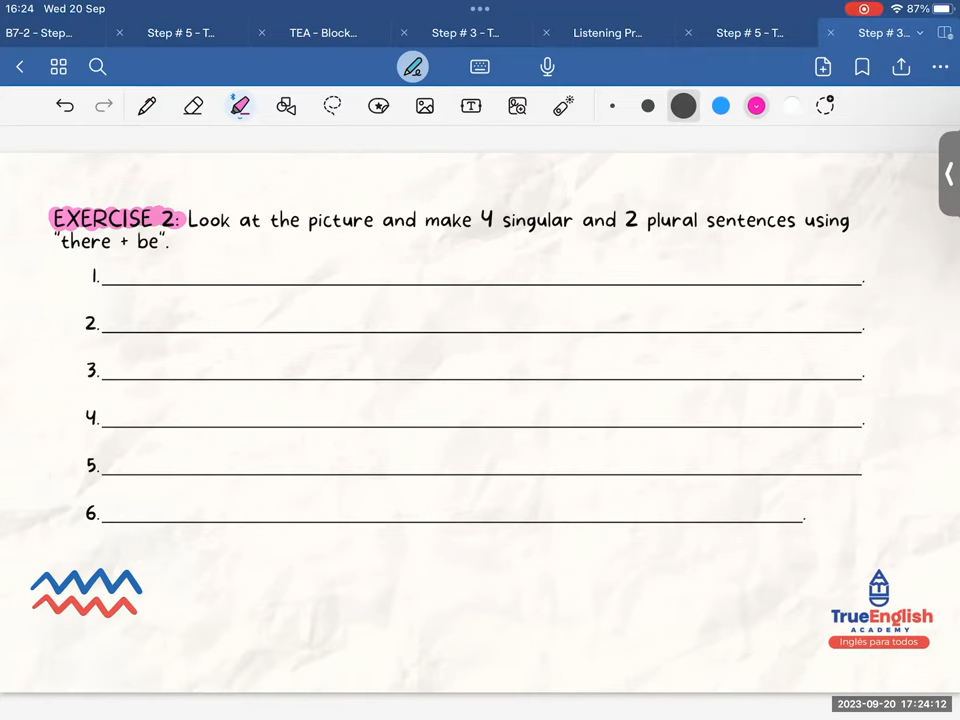 16:24 Wed 20 Sep
87%
B7-2 - Step...
Step # 5 - T...
TEA - Block...
Step # 3 - T...
Listening Pr...
Step # 5 - T...
Step # 3...
EXERCISE 2: Look at the picture and make 4 singular and 2 plural sentences using
"there + be".
1. .
2. .
3. .
4. .
5.
6. .
TrueEnglish
ACADEMY
Inglés para todos
2023-09-20 17:24:12